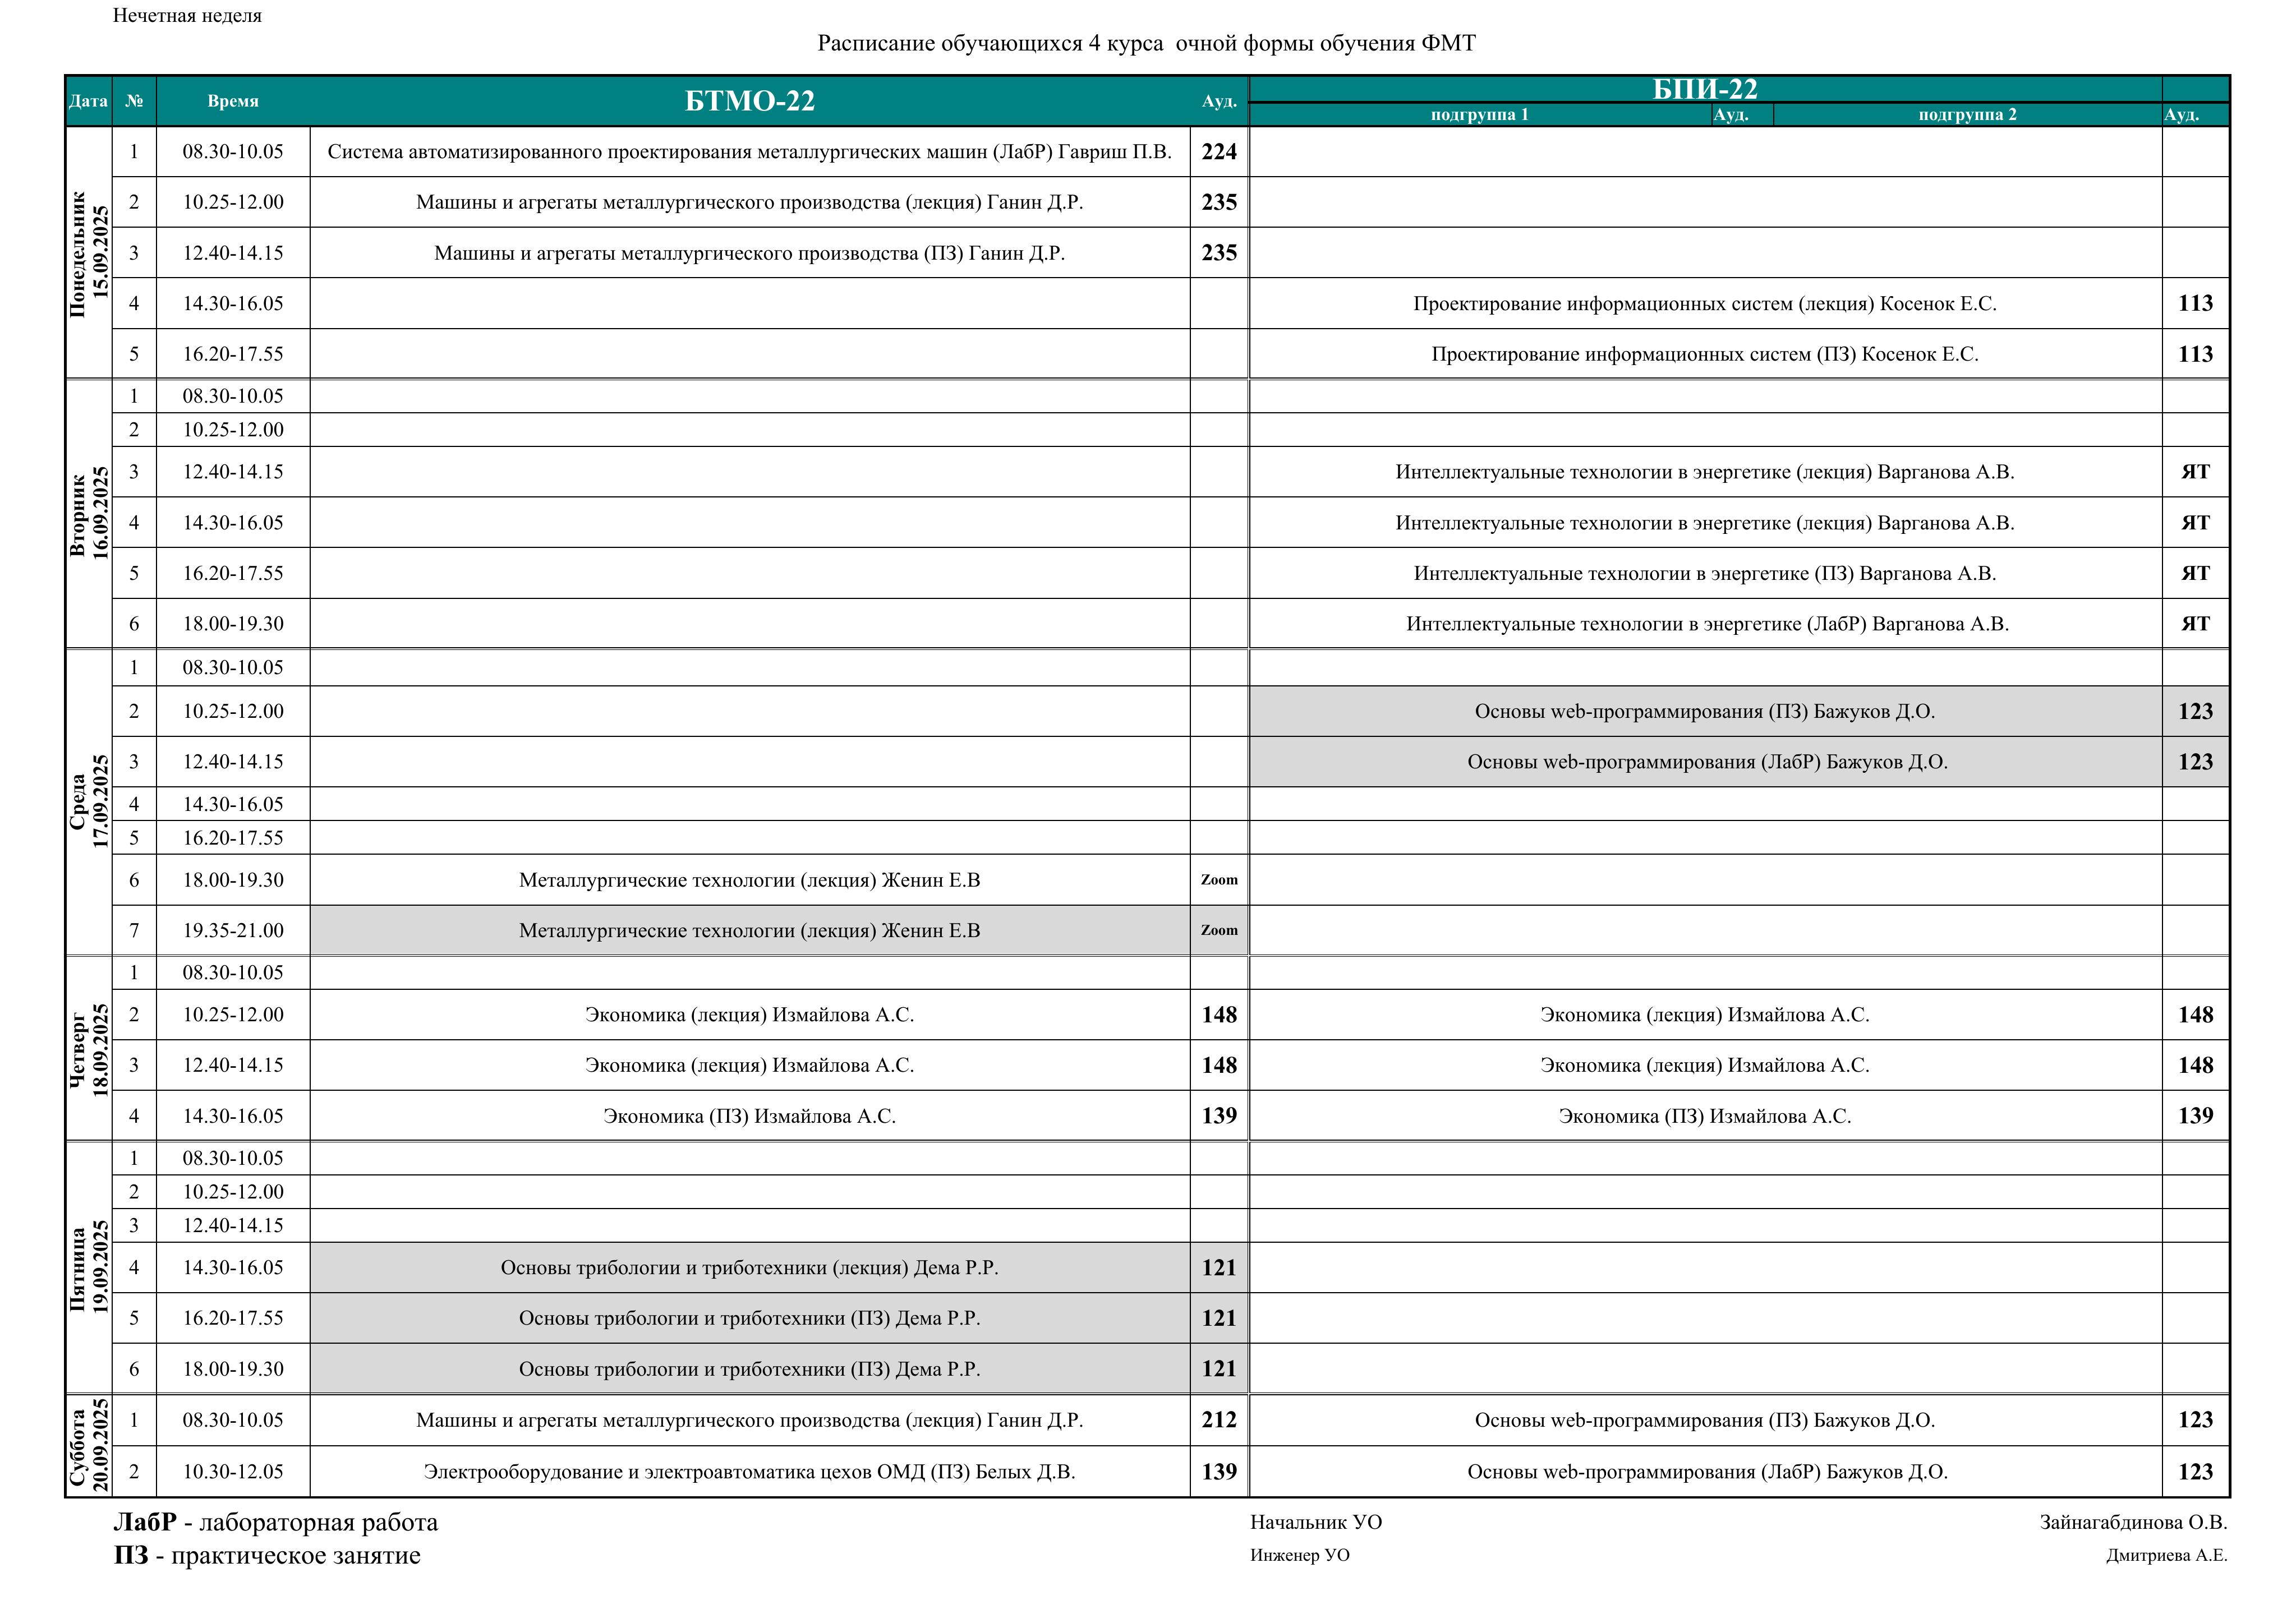 Нечетная неделя
Расписание обучающихся 4 курса  очной формы обучения ФМТ
Дата № Время БТМО-22 Ауд. БПИ-22
подгруппа 1 Ауд. подгруппа 2 Ауд.
Понедельник
15.09.2025
1 08.30-10.05 Система автоматизированного проектирования металлургических машин (ЛабР) Гавриш П.В. 224
2 10.25-12.00 Машины и агрегаты металлургического производства (лекция) Ганин Д.Р. 235
3 12.40-14.15 Машины и агрегаты металлургического производства (ПЗ) Ганин Д.Р. 235
4 14.30-16.05 Проектирование информационных систем (лекция) Косенок Е.С. 113
5 16.20-17.55 Проектирование информационных систем (ПЗ) Косенок Е.С. 113
Вторник
16.09.2025
1 08.30-10.05
2 10.25-12.00
3 12.40-14.15 Интеллектуальные технологии в энергетике (лекция) Варганова А.В. ЯТ
4 14.30-16.05 Интеллектуальные технологии в энергетике (лекция) Варганова А.В. ЯТ
5 16.20-17.55 Интеллектуальные технологии в энергетике (ПЗ) Варганова А.В. ЯТ
6 18.00-19.30 Интеллектуальные технологии в энергетике (ЛабР) Варганова А.В. ЯТ
Среда
17.09.2025
1 08.30-10.05
2 10.25-12.00 Основы web-программирования (ПЗ) Бажуков Д.О. 123
3 12.40-14.15 Основы web-программирования (ЛабР) Бажуков Д.О. 123
4 14.30-16.05
5 16.20-17.55
6 18.00-19.30 Металлургические технологии (лекция) Женин Е.В Zoom
7 19.35-21.00 Металлургические технологии (лекция) Женин Е.В Zoom
Четверг
18.09.2025
1 08.30-10.05
2 10.25-12.00 Экономика (лекция) Измайлова А.С. 148 Экономика (лекция) Измайлова А.С. 148
3 12.40-14.15 Экономика (лекция) Измайлова А.С. 148 Экономика (лекция) Измайлова А.С. 148
4 14.30-16.05 Экономика (ПЗ) Измайлова А.С. 139 Экономика (ПЗ) Измайлова А.С. 139
Пятница
19.09.2025
1 08.30-10.05
2 10.25-12.00
3 12.40-14.15
4 14.30-16.05 Основы трибологии и триботехники (лекция) Дема Р.Р. 121
5 16.20-17.55 Основы трибологии и триботехники (ПЗ) Дема Р.Р. 121
6 18.00-19.30 Основы трибологии и триботехники (ПЗ) Дема Р.Р. 121
Суббота
20.09.2025
1 08.30-10.05 Машины и агрегаты металлургического производства (лекция) Ганин Д.Р. 212 Основы web-программирования (ПЗ) Бажуков Д.О. 123
2 10.30-12.05 Электрооборудование и электроавтоматика цехов ОМД (ПЗ) Белых Д.В. 139 Основы web-программирования (ЛабР) Бажуков Д.О. 123
ЛабР - лабораторная работа Начальник УО Зайнагабдинова О.В.
ПЗ - практическое занятие Инженер УО Дмитриева А.Е.